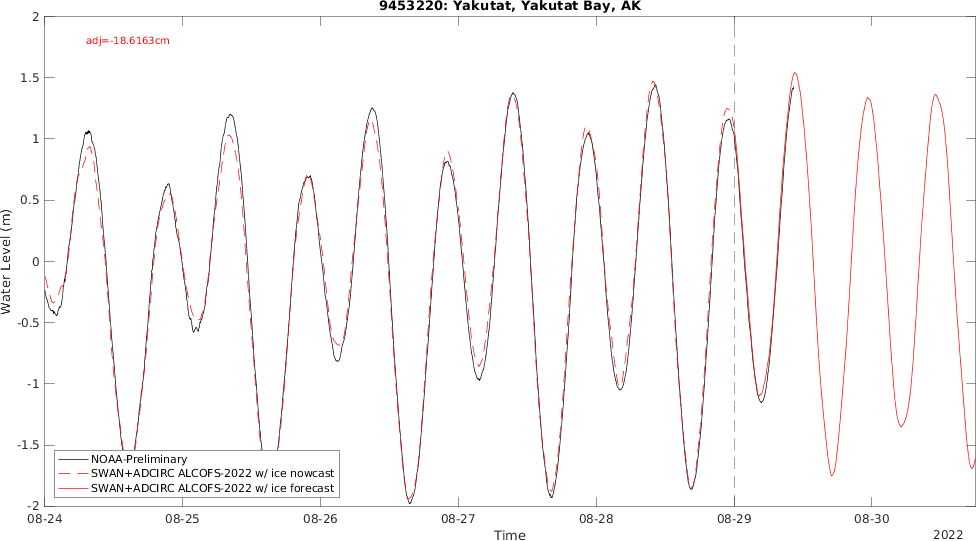 9453220: Yakutat, Yakutat Bay, AK
adj=-18.6163cm
2
1.5
1
0.5
0
-0.5
-1
-1.5
-2
Water Level (m)
NOAA-Preliminary
SWAN+ADCIRC ALCOFS-2022 w/ ice nowcast
SWAN+ADCIRC ALCOFS-2022 w/ ice forecast
08-24 08-25 08-26 08-27 08-28 08-29 08-30
Time
2022